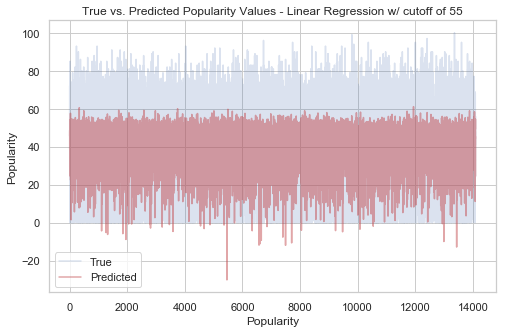 True vs. Predicted Popularity Values - Linear Regression w/ cutoff of 55
100
80
60
40
20
0
−20
Popularity
True
Predicted
0 2000 4000 6000 8000 10000 12000 14000
Popularity